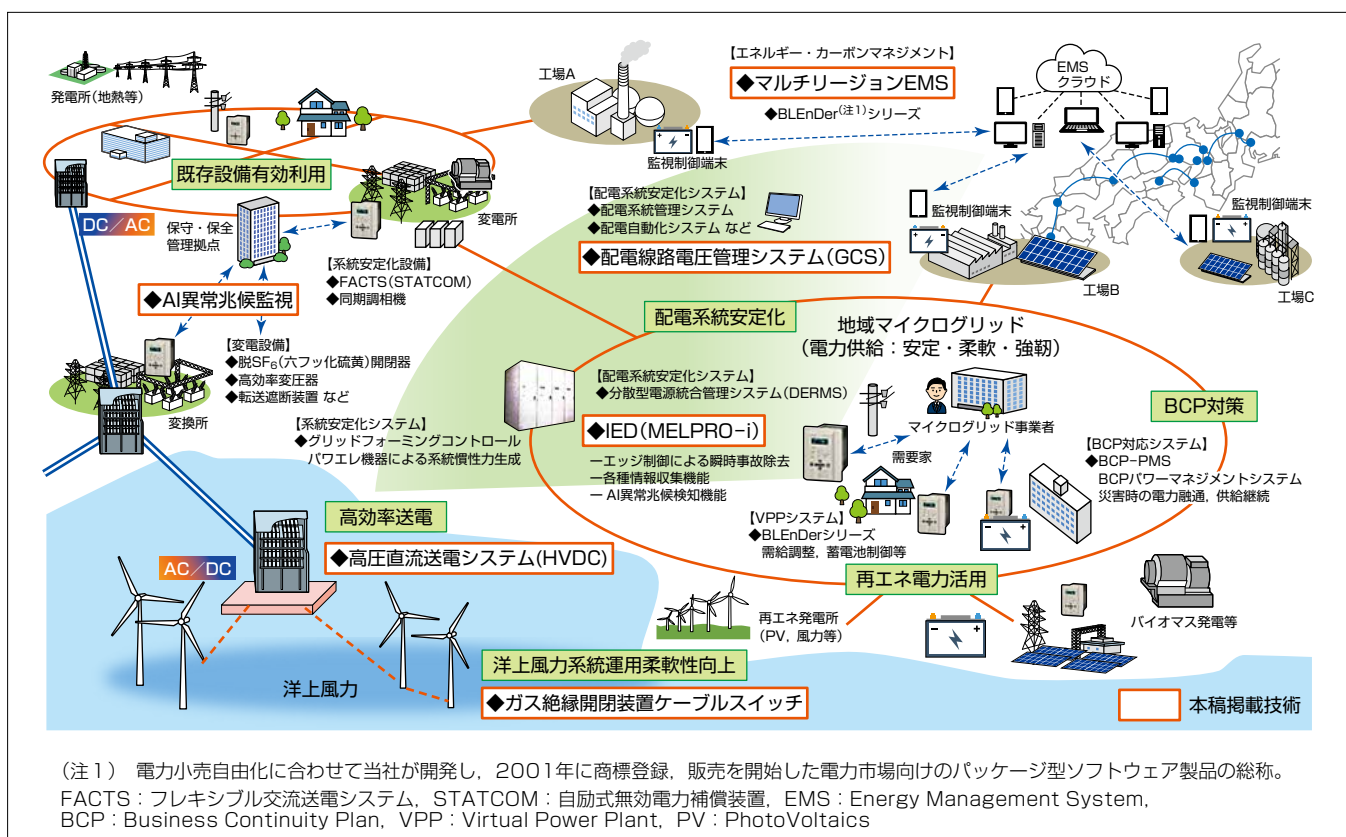 発電所(地熱等)
工場A
【エネルギー・カーボンマネジメント】
◆マルチリージョンEMS
◆BLEnDer(注1)シリーズ
EMS
クラウド
監視制御端末
既存設備有効利用
変電所
DC/AC
保守・保全
管理拠点
【系統安定化設備】
◆FACTS(STATCOM)
◆同期調相機
【配電系統安定化システム】
◆配電系統管理システム
◆配電自動化システム など
◆配電線路電圧管理システム(GCS)
監視制御端末
工場B
監視制御端末
工場C
◆AI異常兆候監視
【変電設備】
◆脱SF6(六フッ化硫黄)開閉器
◆高効率変圧器
◆転送遮断装置 など
変換所
【系統安定化システム】
◆グリッドフォーミングコントロール
パワエレ機器による系統慣性力生成
配電系統安定化
地域マイクログリッド
(電力供給:安定・柔軟・強靭)
【配電系統安定化システム】
◆分散型電源統合管理システム(DERMS)
◆IED(MELPRO-i)
ーエッジ制御による瞬時事故除去
ー各種情報収集機能
ー AI異常兆候検知機能
マイクログリッド事業者
需要家
BCP対策
【BCP対応システム】
◆BCP-PMS
BCPパワーマネジメントシステム
災害時の電力融通,供給継続
【VPPシステム】
◆BLEnDerシリーズ
需給調整,蓄電池制御等
高効率送電
◆高圧直流送電システム(HVDC)
AC/DC
再エネ電力活用
再エネ発電所
(PV,風力等)
バイオマス発電等
洋上風力系統運用柔軟性向上
洋上風力
◆ガス絶縁開閉装置ケーブルスイッチ
本稿掲載技術
(注1) 電力小売自由化に合わせて当社が開発し,2001年に商標登録,販売を開始した電力市場向けのパッケージ型ソフトウェア製品の総称。
FACTS:フレキシブル交流送電システム,STATCOM:自励式無効電力補償装置,EMS:Energy Management System,
BCP:Business Continuity Plan,VPP:Virtual Power Plant,PV:PhotoVoltaics